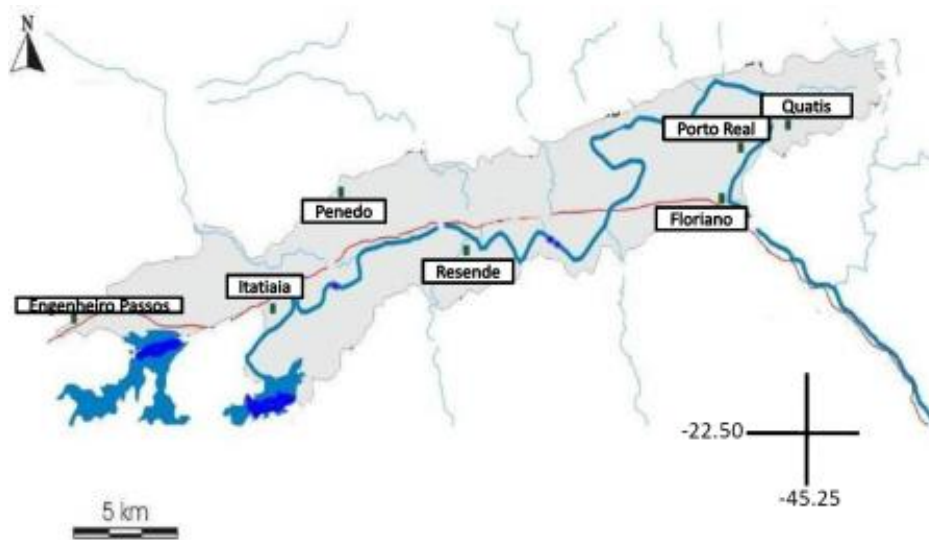 N
Quatis
Porto Real
Penedo
Floriano
Resende
Itatiaia
Engenheiro Passos
-22.50
-45.25
5 km